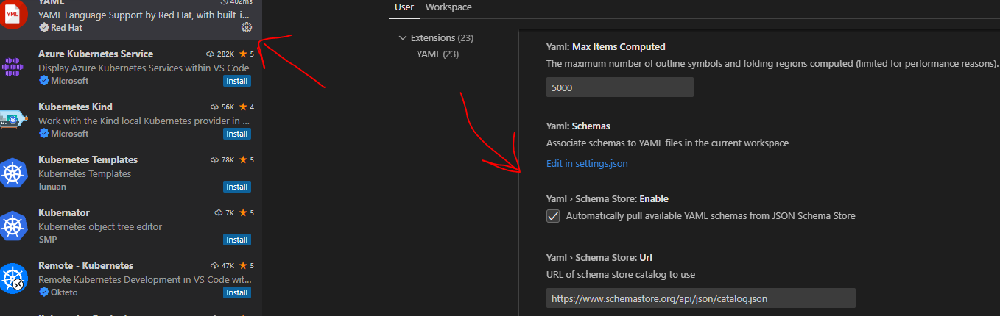 YAML 402ms
YAML Language Support by Red Hat, with built-i...
Red Hat
Azure Kubernetes Service 282K 5
Display Azure Kubernetes Services within VS Code
Microsoft Install
Kubernetes Kind 56K 4
Work with the Kind local Kubernetes provider in ...
Microsoft Install
Kubernetes Templates 78K 5
Kubernetes Templates
lunuan Install
Kubernator 7K 5
Kubernetes object tree editor
SMP Install
Remote - Kubernetes 47K 5
Remote Kubernetes Development in VS Code wit...
Okteto Install
User Workspace
Extensions (23)
YAML (23)
Yaml: Max Items Computed
The maximum number of outline symbols and folding regions computed (limited for performance reasons).
5000
Yaml: Schemas
Associate schemas to YAML files in the current workspace
Edit in settings.json
Yaml › Schema Store: Enable
Automatically pull available YAML schemas from JSON Schema Store
Yaml › Schema Store: Url
URL of schema store catalog to use
https://www.schemastore.org/api/json/catalog.json